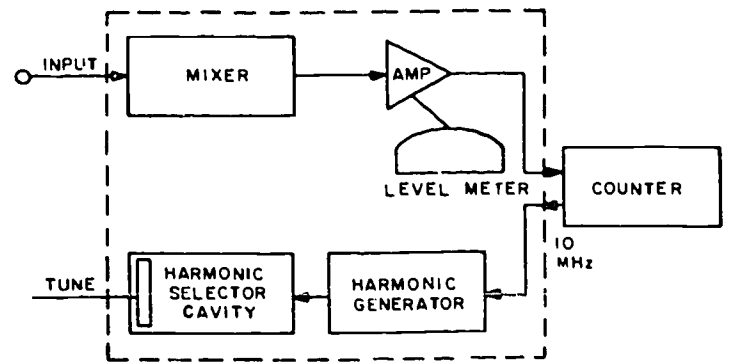 INPUT
MIXER
AMP
LEVEL METER
COUNTER
10
MHz
TUNE
HARMONIC
SELECTOR
CAVITY
HARMONIC
GENERATOR